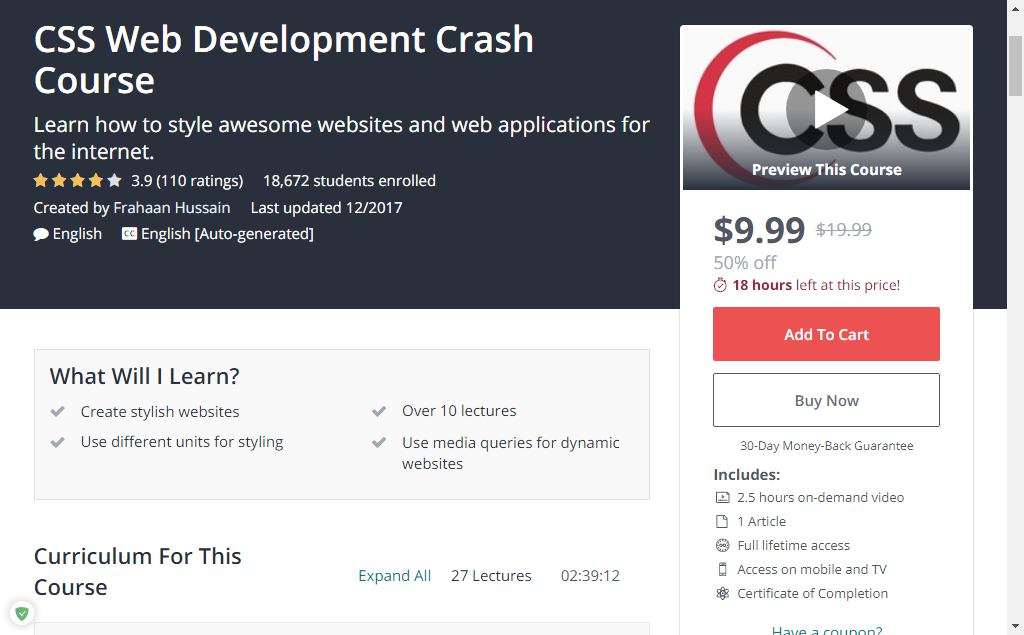 CSS Web Development Crash
Course
Learn how to style awesome websites and web applications for
the internet.
3.9 (110 ratings) 18,672 students enrolled
Created by Frahaan Hussain Last updated 12/2017
English CC English [Auto-generated]
CSS
Preview This Course
$9.99 $19.99
50% off
18 hours left at this price!
Add To Cart
Buy Now
30-Day Money-Back Guarantee
Includes:
2.5 hours on-demand video
1 Article
Full lifetime access
Access on mobile and TV
Certificate of Completion
Have a coupon?
What Will I Learn?
Create stylish websites
Over 10 lectures
Use different units for styling
Use media queries for dynamic
websites
Curriculum For This
Course
Expand All 27 Lectures 02:39:12